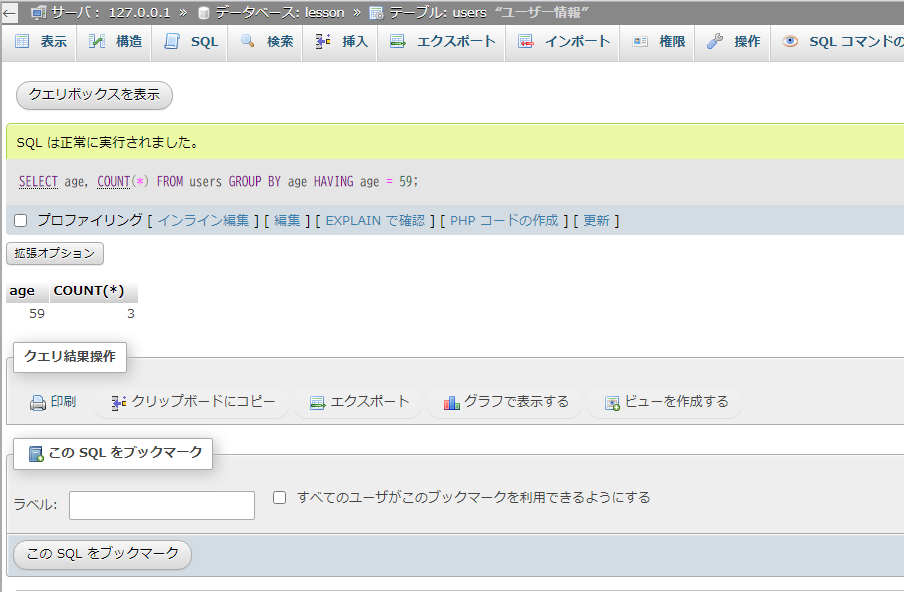 サーバ: 127.0.0.1 » データベース: lesson » テーブル: users “ユーザー情報”
表示 構造 SQL 検索 挿入 エクスポート インポート 権限 操作 SQL コマンドの
クエリボックスを表示
SQL は正常に実行されました。
SELECT age, COUNT(*) FROM users GROUP BY age HAVING age = 59;
プロファイリング [ インライン編集 ] [ 編集 ] [ EXPLAIN で確認 ] [ PHP コードの作成 ] [ 更新 ]
拡張オプション
age COUNT(*)
59 3
クエリ結果操作
印刷 クリップボードにコピー エクスポート グラフで表示する ビューを作成する
この SQL をブックマーク
ラベル: すべてのユーザがこのブックマークを利用できるようにする
この SQL をブックマーク